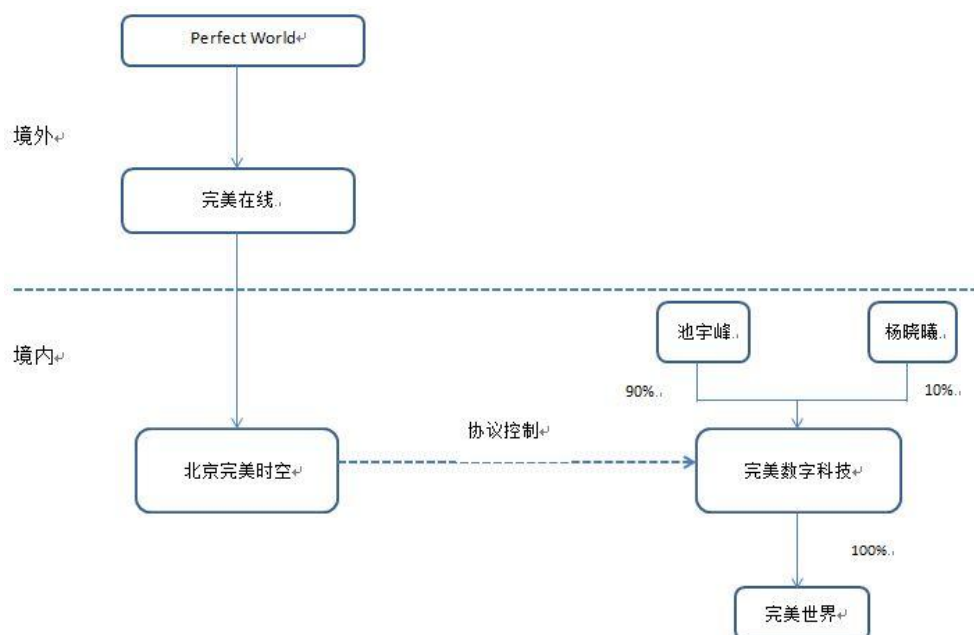 Perfect World
境外
完美在线
池宇峰
杨晓曦
境内
90%
10%
协议控制
北京完美时空
完美数字科技
100%
完美世界